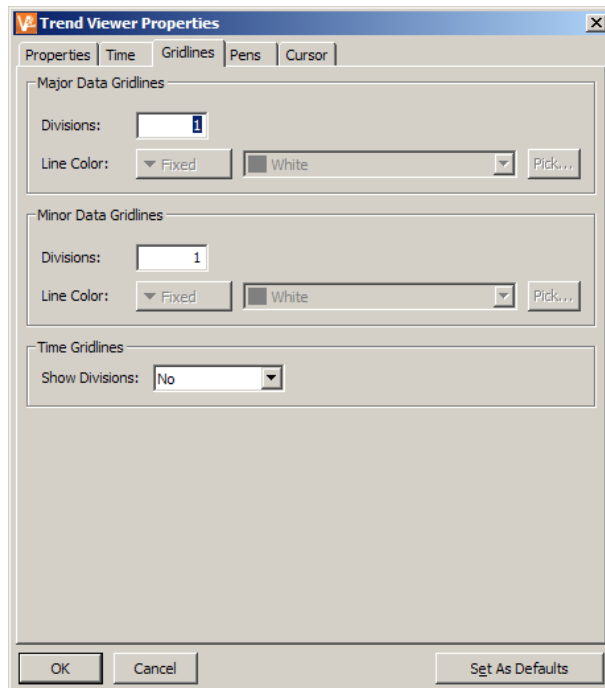 Trend Viewer Properties
Properties Time Gridlines Pens Cursor
Major Data Gridlines
Divisions: 1
Line Color: Fixed White Pick...
Minor Data Gridlines
Divisions: 1
Line Color: Fixed White Pick...
Time Gridlines
Show Divisions: No
OK Cancel Set As Defaults